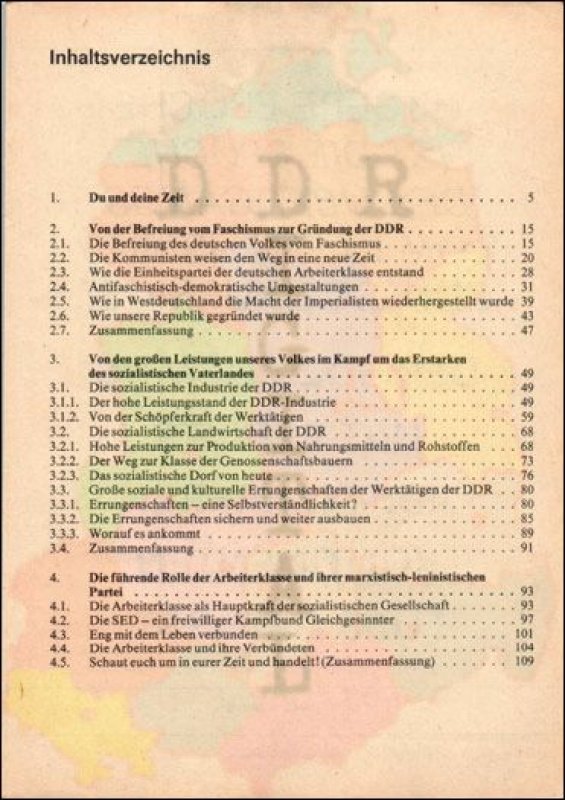 Inhaltsverzeichnis
1. Du und deine Zeit . . . . . . . . . . . . . . . . . . . . . . . . . . . . . . 5
2. Von der Befreiung vom Faschismus zur Gründung der DDR . . . . . . . . . . 15
2.1. Die Befreiung des deutschen Volkes vom Faschismus . . . . . . . . . . . . 15
2.2. Die Kommunisten weisen den Weg in eine neue Zeit . . . . . . . . . . . . 20
2.3. Wie die Einheitspartei der deutschen Arbeiterklasse entstand . . . . . . . . 28
2.4. Antifaschistisch-demokratische Umgestaltungen . . . . . . . . . . . . . . 31
2.5. Wie in Westdeutschland die Macht der Imperialisten wiederhergestellt wurde 39
2.6. Wie unsere Republik gegründet wurde . . . . . . . . . . . . . . . . . . 43
2.7. Zusammenfassung . . . . . . . . . . . . . . . . . . . . . . . . . . . . 47
3. Von den großen Leistungen unseres Volkes im Kampf um das Erstarken
des sozialistischen Vaterlandes . . . . . . . . . . . . . . . . . . . . . . 49
3.1. Die sozialistische Industrie der DDR . . . . . . . . . . . . . . . . . . . 49
3.1.1. Der hohe Leistungsstand der DDR-Industrie . . . . . . . . . . . . . . . 49
3.1.2. Von der Schöpferkraft der Werktätigen . . . . . . . . . . . . . . . . . . 59
3.2. Die sozialistische Landwirtschaft der DDR . . . . . . . . . . . . . . . . 68
3.2.1. Hohe Leistungen zur Produktion von Nahrungsmitteln und Rohstoffen . . . 68
3.2.2. Der Weg zur Klasse der Genossenschaftsbauern . . . . . . . . . . . . . . 73
3.2.3. Das sozialistische Dorf von heute . . . . . . . . . . . . . . . . . . . . 76
3.3. Große soziale und kulturelle Errungenschaften der Werktätigen der DDR . . 80
3.3.1. Errungenschaften – eine Selbstverständlichkeit? . . . . . . . . . . . . . . 80
3.3.2. Die Errungenschaften sichern und weiter ausbauen . . . . . . . . . . . . 85
3.3.3. Worauf es ankommt . . . . . . . . . . . . . . . . . . . . . . . . . . . 89
3.4. Zusammenfassung . . . . . . . . . . . . . . . . . . . . . . . . . . . . 91
4. Die führende Rolle der Arbeiterklasse und ihrer marxistisch-leninistischen
Partei . . . . . . . . . . . . . . . . . . . . . . . . . . . . . . . . . . . 93
4.1. Die Arbeiterklasse als Hauptkraft der sozialistischen Gesellschaft . . . . . . 93
4.2. Die SED – ein freiwilliger Kampfbund Gleichgesinnter . . . . . . . . . . . 97
4.3. Eng mit dem Leben verbunden . . . . . . . . . . . . . . . . . . . . . . 101
4.4. Die Arbeiterklasse und ihre Verbündeten . . . . . . . . . . . . . . . . . 104
4.5. Schaut euch um in eurer Zeit und handelt! (Zusammenfassung) . . . . . . . 109